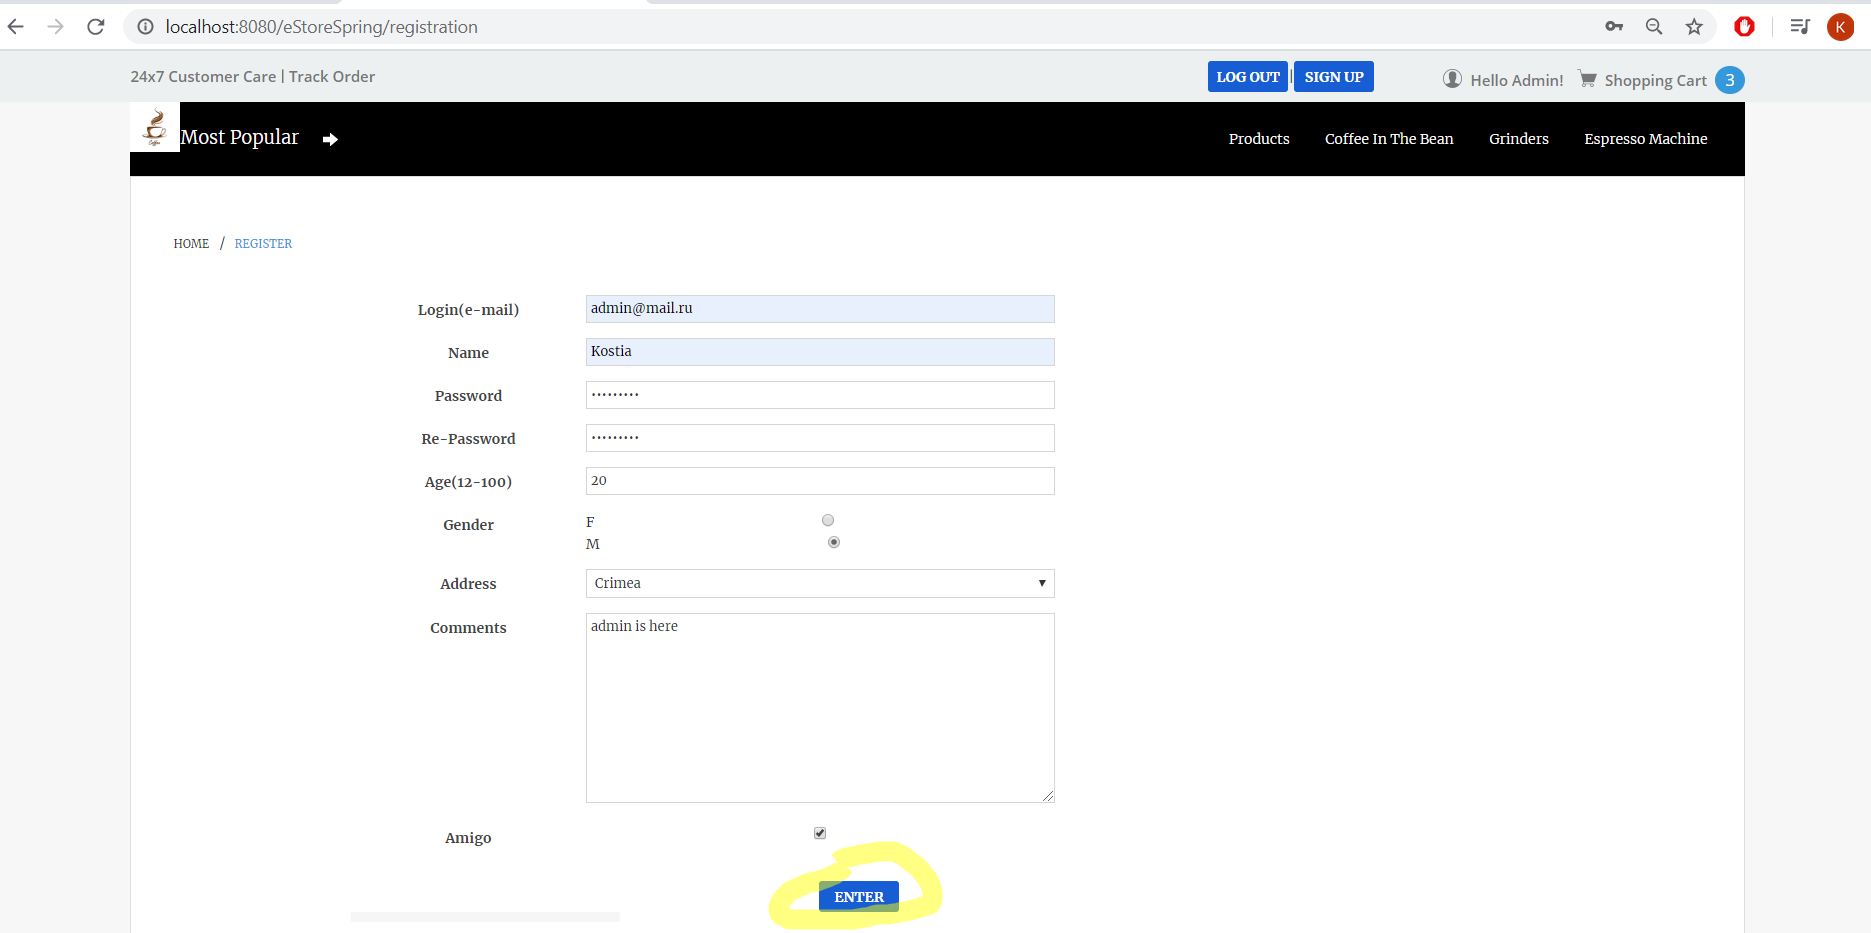 localhost:8080/eStoreSpring/registration
K
24x7 Customer Care | Track Order
LOG OUT | SIGN UP
Hello Admin! Shopping Cart 3
Coffee
Most Popular
Products Coffee In The Bean Grinders Espresso Machine
HOME / REGISTER
Login(e-mail) admin@mail.ru
Name Kostia
Password •••••••••
Re-Password •••••••••
Age(12-100) 20
Gender F
M
Address Crimea
Comments admin is here
Amigo
ENTER